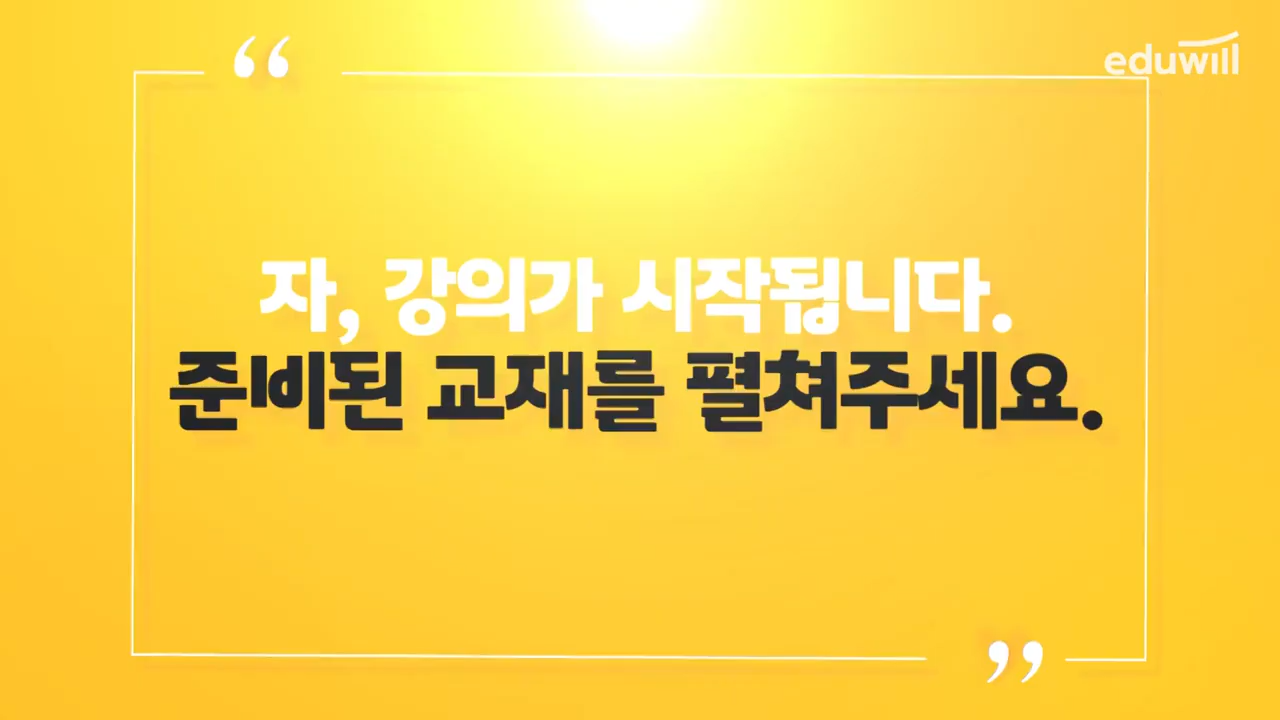 “
eduwill
자, 강의가 시작됩니다.
준비된 교재를 펼쳐주세요.
”